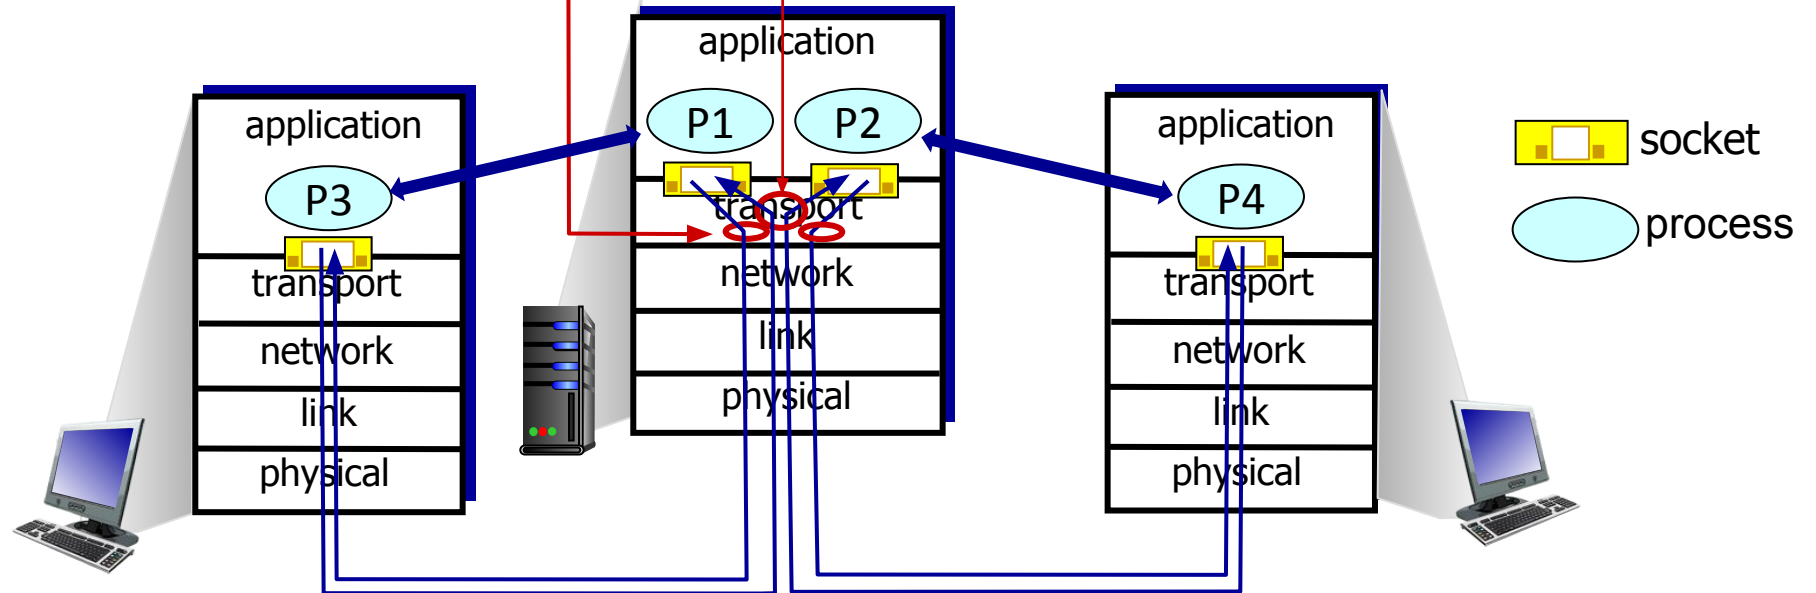 application
P1
P2
transport
network
link
physical
application
P3
transport
network
link
physical
application
P4
transport
network
link
physical
socket
process